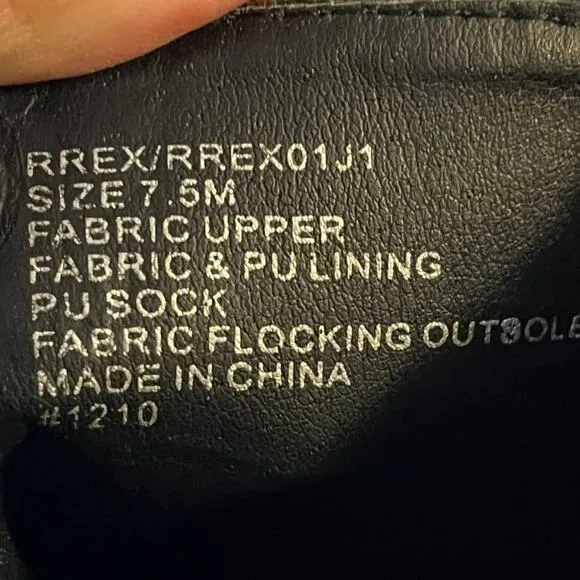 RREX/RREX01J1
SIZE 7.5M
FABRIC UPPER
FABRIC & PU LINING
PU SOCK
FABRIC FLOCKING OUTSOLE
MADE IN CHINA
#1210